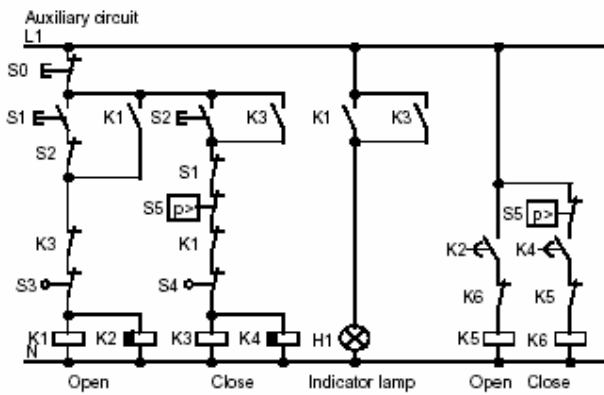 Auxiliary circuit
L1
S0
S1 K1 S2 K3 K1 K3
S2 S1
S5 p> S5 p>
K3 K1 K2 K4
S3 S4 K6 K5
K1 K2 K3 K4 H1 K5 K6
N
Open Close Indicator lamp Open Close